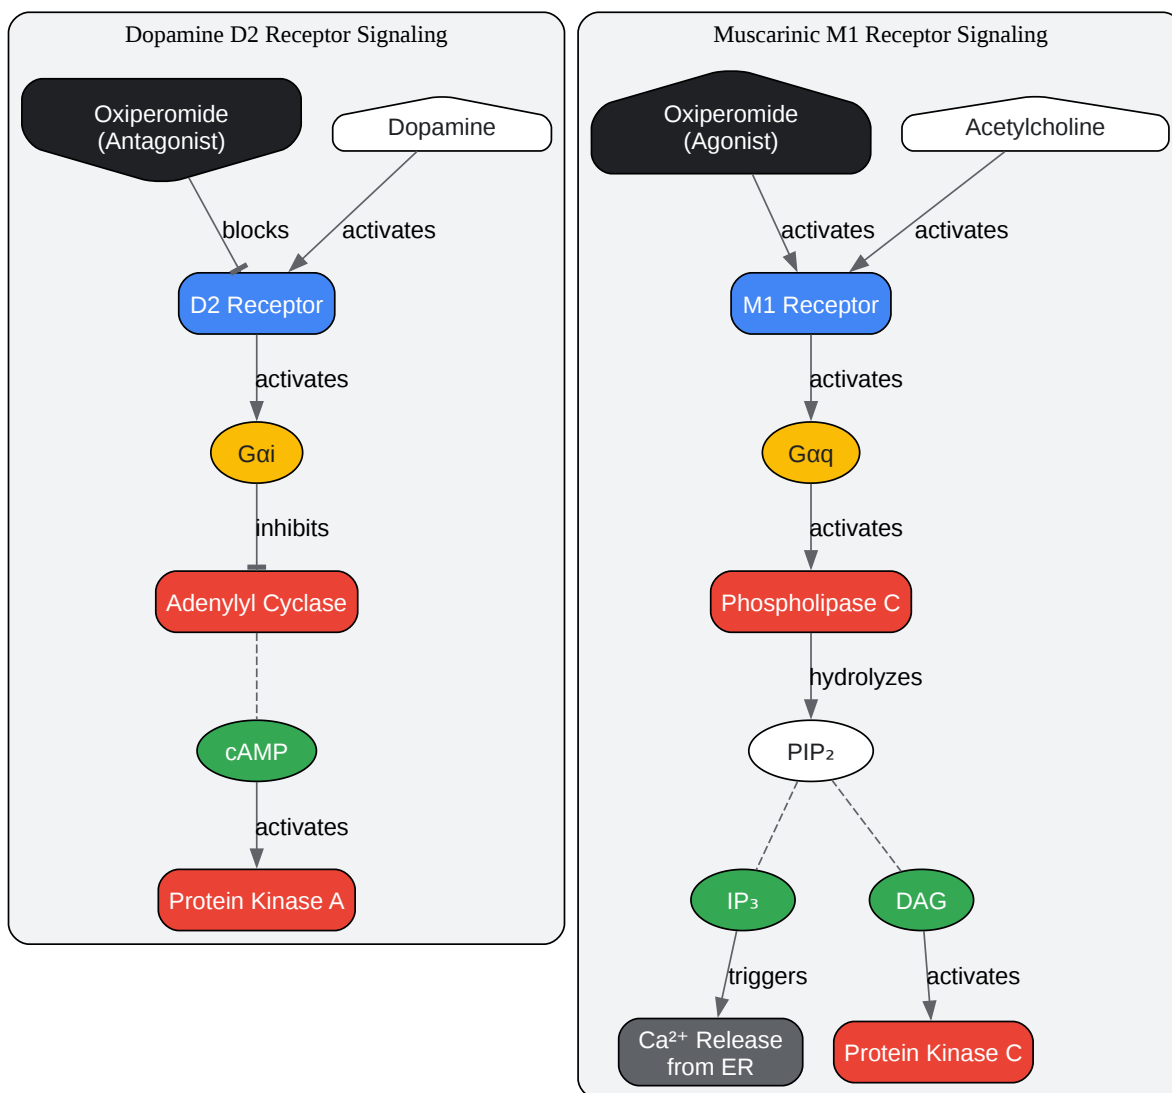 Dopamine D2 Receptor Signaling
Oxiperomide
(Antagonist)
Dopamine
blocks
activates
D2 Receptor
activates
Gαi
inhibits
Adenylyl Cyclase
cAMP
activates
Protein Kinase A
Muscarinic M1 Receptor Signaling
Oxiperomide
(Agonist)
Acetylcholine
activates
activates
M1 Receptor
activates
Gαq
activates
Phospholipase C
hydrolyzes
PIP₂
IP₃
DAG
triggers
activates
Ca²⁺ Release
from ER
Protein Kinase C